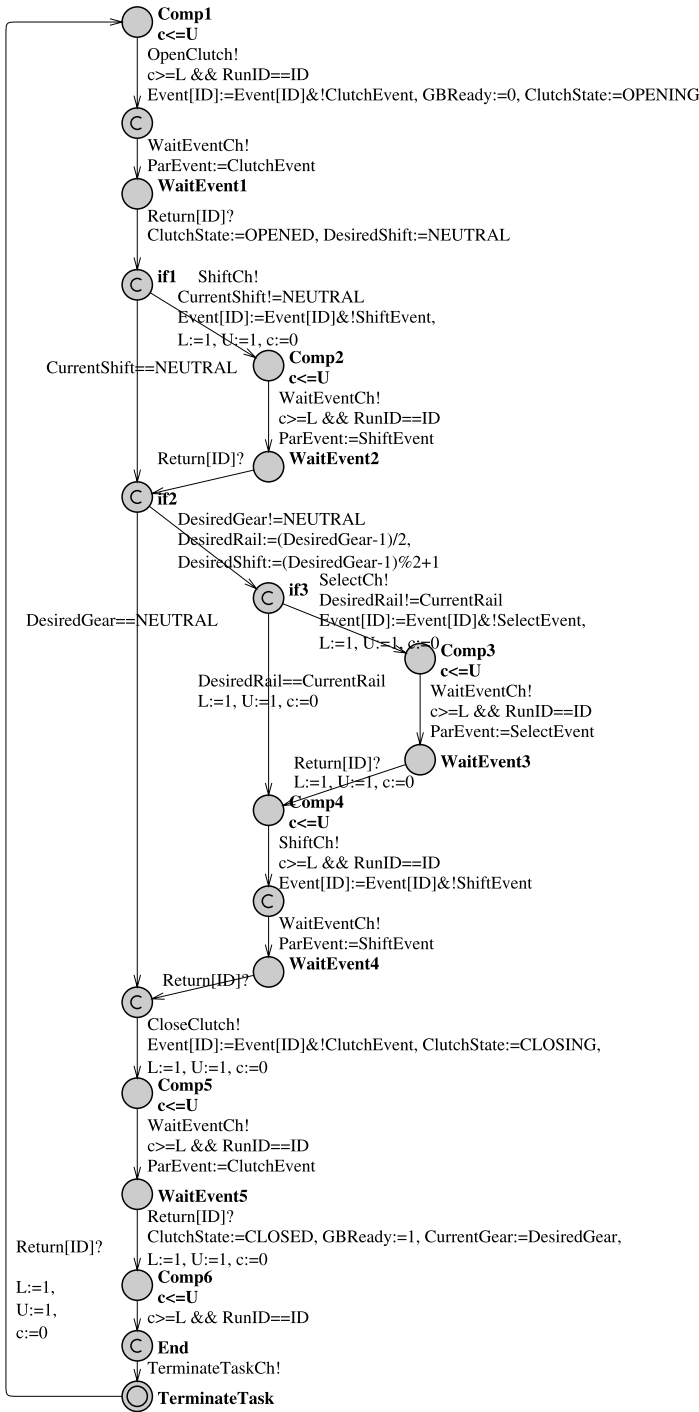 Comp1
c<=U
OpenClutch!
c>=L && RunID==ID
Event[ID]:=Event[ID]&!ClutchEvent, GBReady:=0, ClutchState:=OPENING
C
WaitEventCh!
ParEvent:=ClutchEvent
WaitEvent1
Return[ID]?
ClutchState:=OPENED, DesiredShift:=NEUTRAL
C if1 ShiftCh!
CurrentShift!=NEUTRAL
Event[ID]:=Event[ID]&!ShiftEvent,
L:=1, U:=1, c:=0
Comp2
CurrentShift==NEUTRAL
c<=U
WaitEventCh!
c>=L && RunID==ID
ParEvent:=ShiftEvent
Return[ID]? WaitEvent2
C if2
DesiredGear!=NEUTRAL
DesiredRail:=(DesiredGear-1)/2,
DesiredShift:=(DesiredGear-1)%2+1
SelectCh!
C if3
DesiredRail!=CurrentRail
DesiredGear==NEUTRAL
Event[ID]:=Event[ID]&!SelectEvent,
L:=1, U:=1, c:=0
Comp3
c<=U
DesiredRail==CurrentRail
L:=1, U:=1, c:=0
WaitEventCh!
c>=L && RunID==ID
ParEvent:=SelectEvent
WaitEvent3
Return[ID]?
L:=1, U:=1, c:=0
Comp4
c<=U
ShiftCh!
c>=L && RunID==ID
Event[ID]:=Event[ID]&!ShiftEvent
C
WaitEventCh!
ParEvent:=ShiftEvent
WaitEvent4
Return[ID]?
C
CloseClutch!
Event[ID]:=Event[ID]&!ClutchEvent, ClutchState:=CLOSING,
L:=1, U:=1, c:=0
Comp5
c<=U
WaitEventCh!
c>=L && RunID==ID
ParEvent:=ClutchEvent
WaitEvent5
Return[ID]?
ClutchState:=CLOSED, GBReady:=1, CurrentGear:=DesiredGear,
L:=1, U:=1, c:=0
Comp6
c<=U
c>=L && RunID==ID
Return[ID]?
L:=1,
U:=1,
c:=0
C End
TerminateTaskCh!
TerminateTask